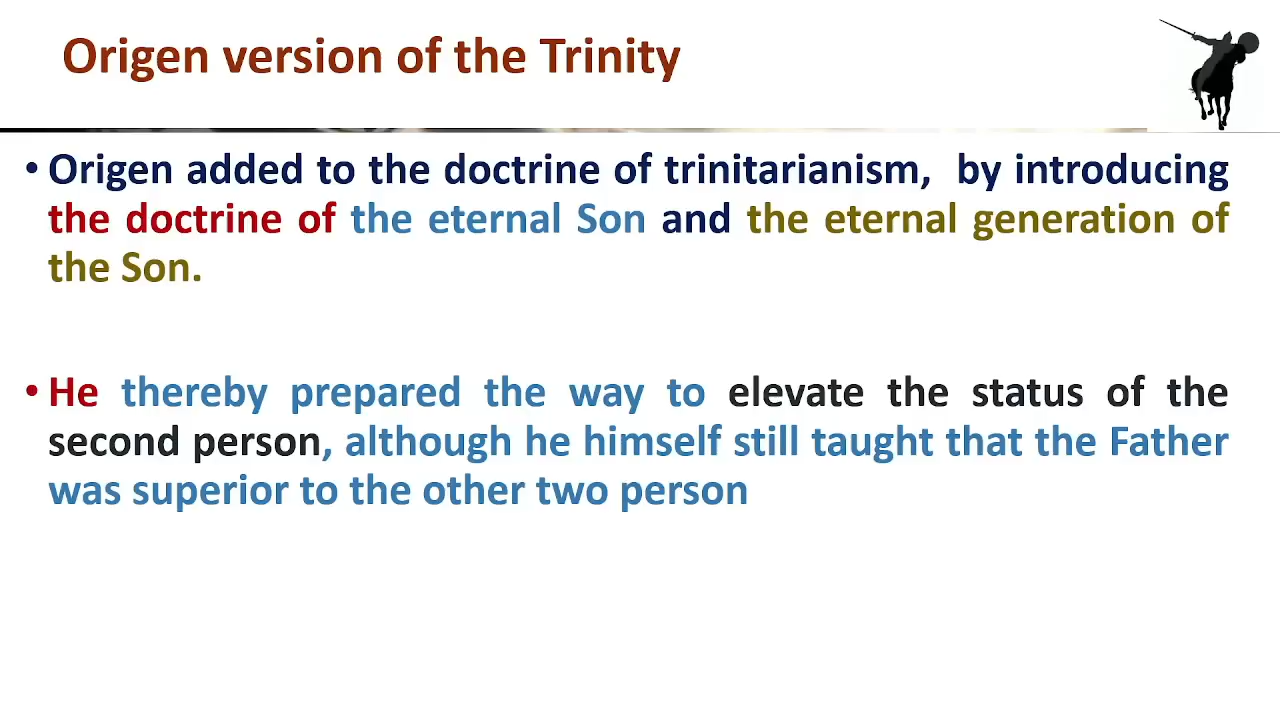 Origen version of the Trinity
• Origen added to the doctrine of trinitarianism,  by introducing
the doctrine of the eternal Son and the eternal generation of
the Son.
• He thereby prepared the way to elevate the status of the
second person, although he himself still taught that the Father
was superior to the other two person